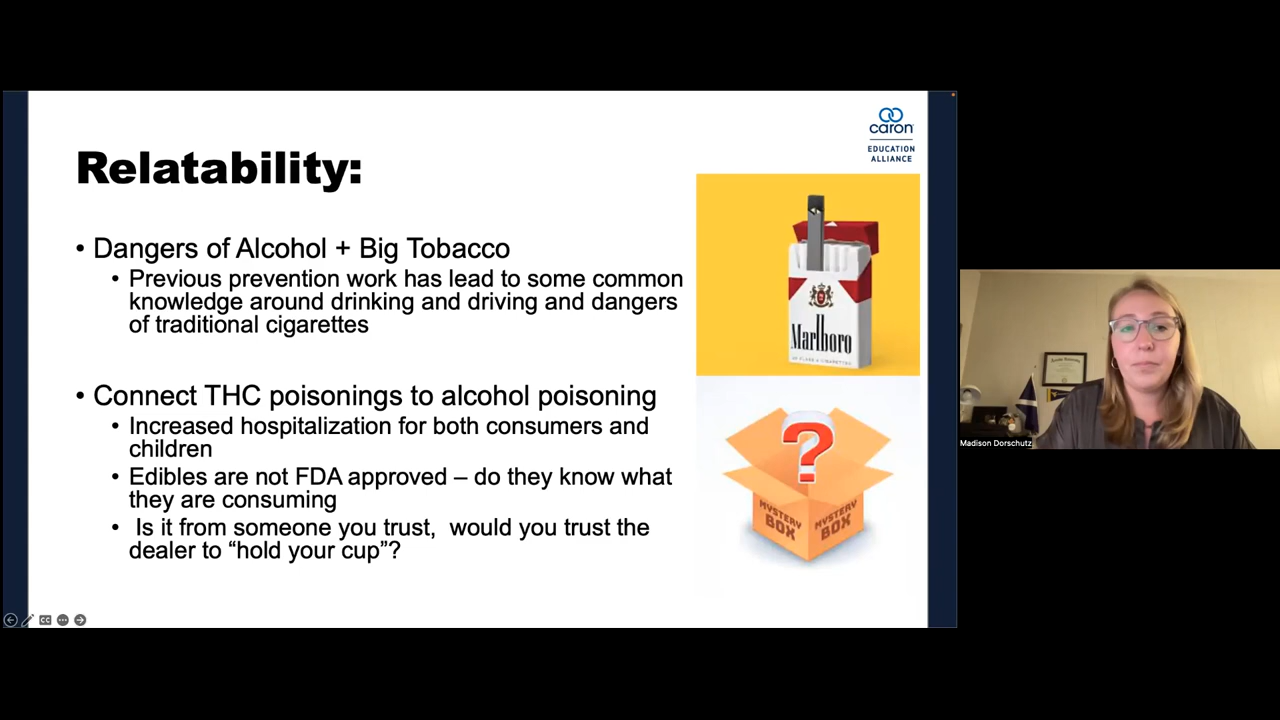 caron
EDUCATION
ALLIANCE
Relatability:
• Dangers of Alcohol + Big Tobacco
• Previous prevention work has lead to some common
knowledge around drinking and driving and dangers
of traditional cigarettes
• Connect THC poisonings to alcohol poisoning
• Increased hospitalization for both consumers and
children
• Edibles are not FDA approved – do they know what
they are consuming
• Is it from someone you trust, would you trust the
dealer to “hold your cup”?
Marlboro
?
MYSTERY
BOX
MYSTERY
BOX
CC
Madison Dorschutz